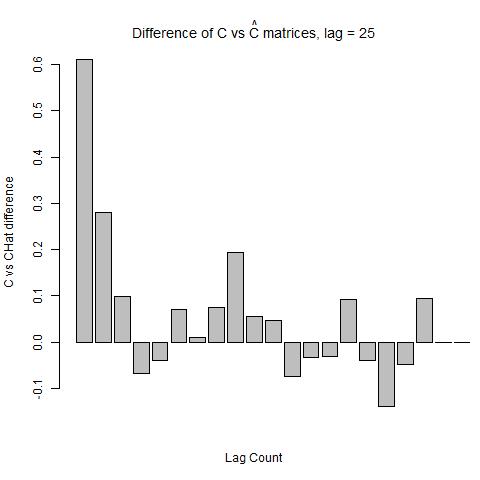 Difference of C vs Ĉ matrices, lag = 25
0.6
0.5
0.4
0.3
0.2
0.1
0.0
-0.1
C vs CHat difference
Lag Count